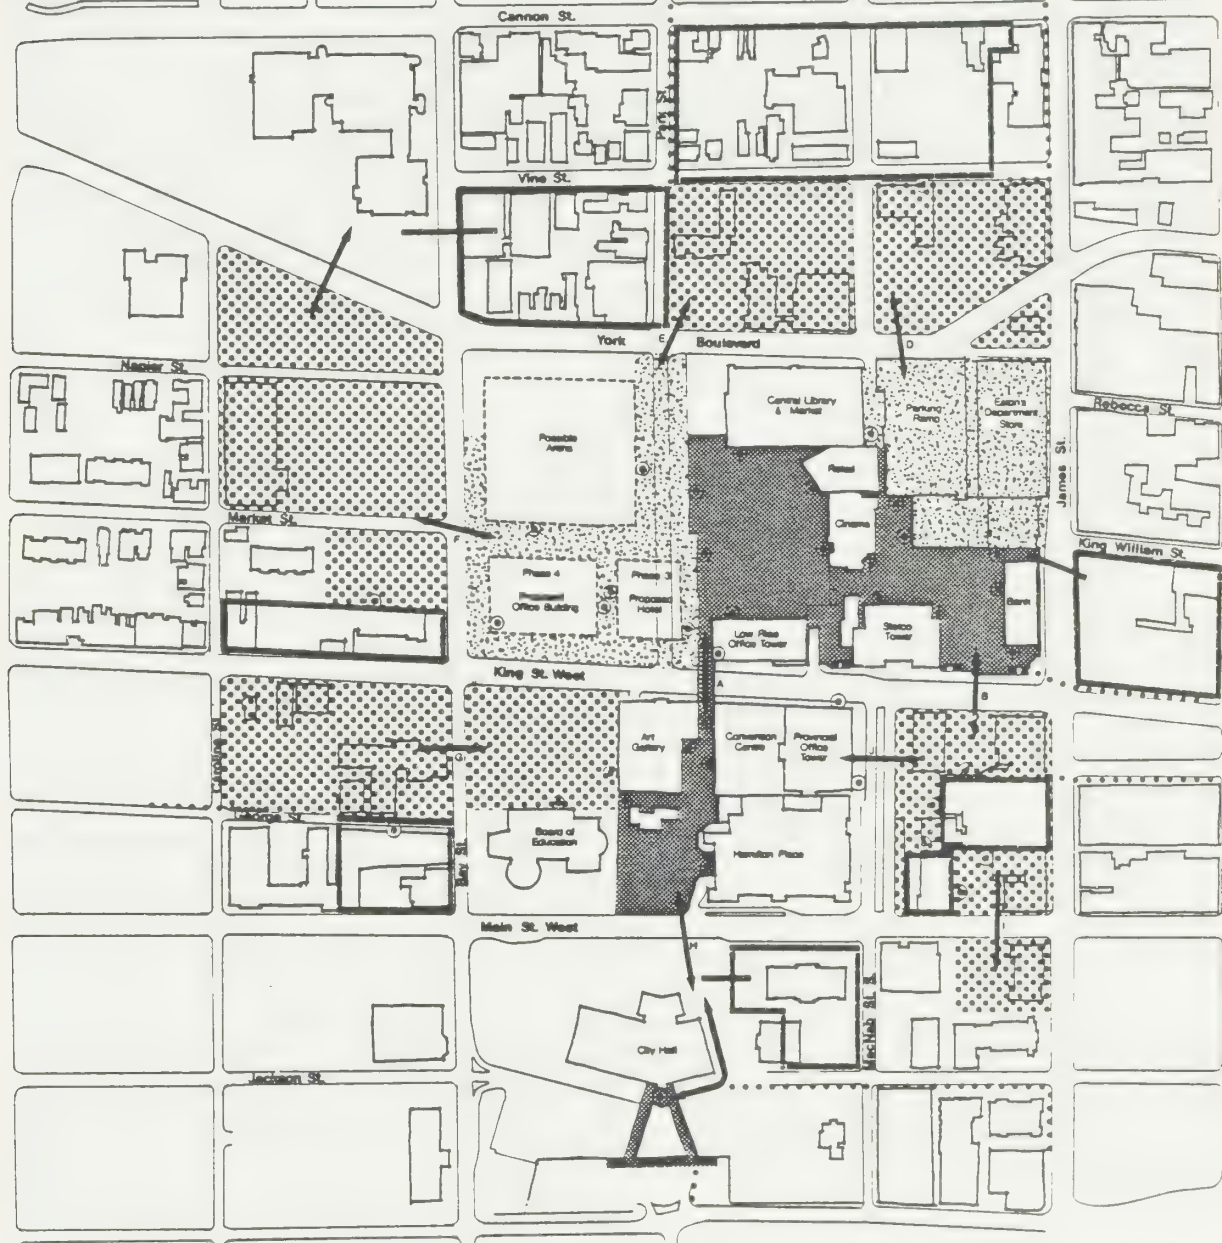 Cannon St.
Park St.
Vine St.
York
Boulevard
E
D
Napier St.
Central Library
& Market
Parking
Ramp
Eaton's
Department
Store
Rebecca St.
Possible
Arena
Retail
James St.
Market St.
F
Cinema
King William St.
Phase 4
Proposed
Office Building
Phase 3
Proposed
Hotel
Bank
Low Rise
Office Tower
Stelco
Tower
King St. West
A
B
Caroline St.
Art
Gallery
Convention
Centre
Provincial
Office
Tower
J
G
George St.
Bay St.
Board of
Education
Hamilton Place
Main St. West
H
I
MacNab St. S.
City Hall
Jackson St.